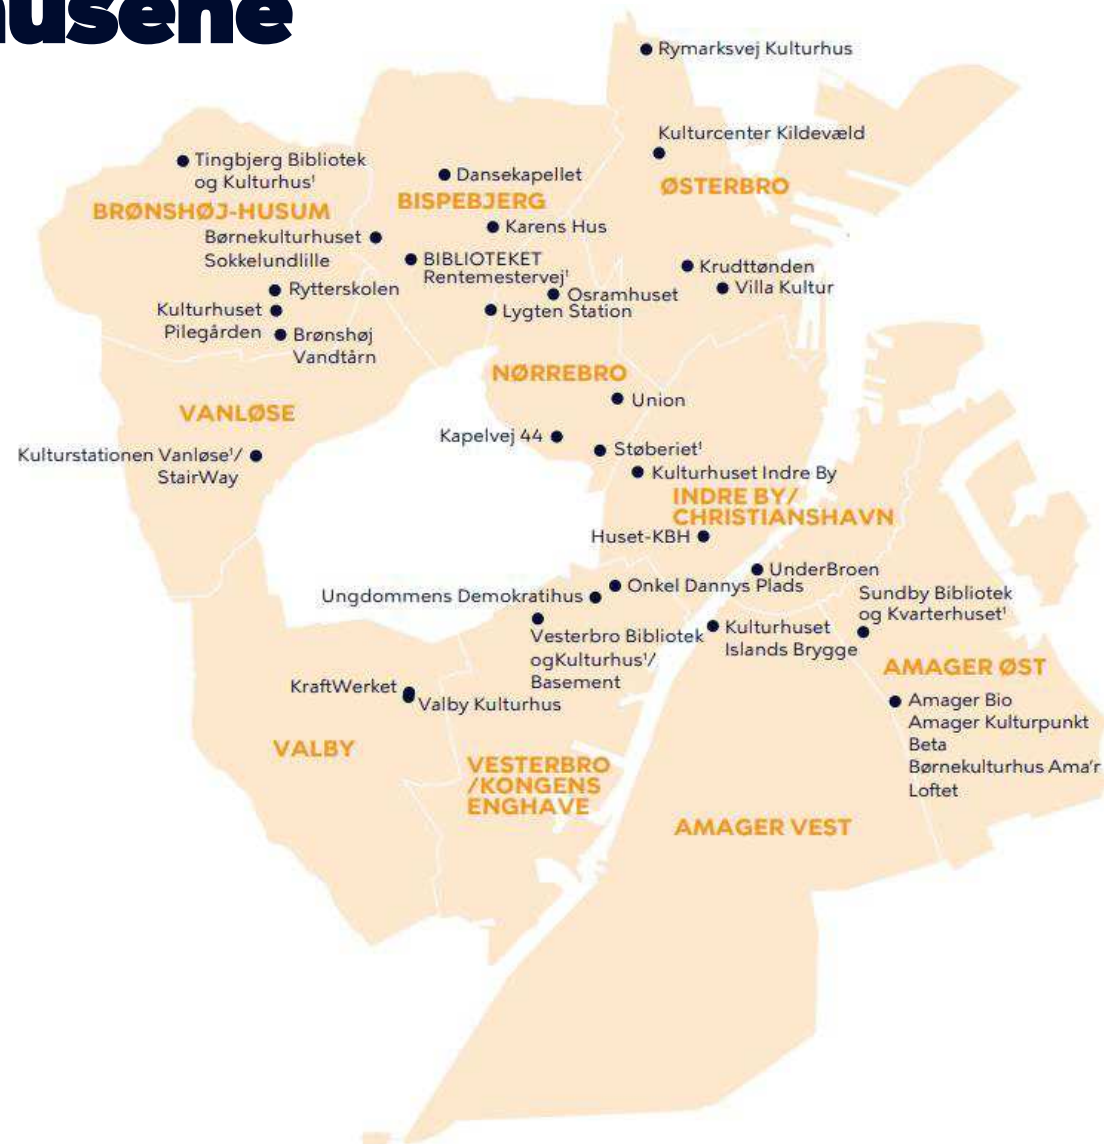 husene
Rymarksvej Kulturhus
Kulturcenter Kildevæld
ØSTERBRO
Tingbjerg Bibliotek
og Kulturhus¹
BRØNSHØJ-HUSUM
Dansekapellet
BISPEBJERG
Karens Hus
Børnekulturhuset
Sokkelundlille
BIBLIOTEKET
Rentemestervej¹
Krudttønden
Villa Kultur
Rytterskolen
Osramhuset
Lygten Station
Kulturhuset
Pilegården
Brønshøj
Vandtårn
NØRREBRO
Union
VANLØSE
Kapelvej 44
Støberiet¹
Kulturstationen Vanløse¹/
StairWay
Kulturhuset Indre By
INDRE BY/
CHRISTIANSHAVN
Huset-KBH
UnderBroen
Onkel Dannys Plads
Ungdommens Demokratihus
Sundby Bibliotek
og Kvarterhuset¹
Vesterbro Bibliotek
ogKulturhus¹/
Basement
Kulturhuset
Islands Brygge
AMAGER ØST
KraftWerket
Valby Kulturhus
Amager Bio
Amager Kulturpunkt
Beta
Børnekulturhus Ama'r
Loftet
VALBY
VESTERBRO
/KONGENS
ENGHAVE
AMAGER VEST